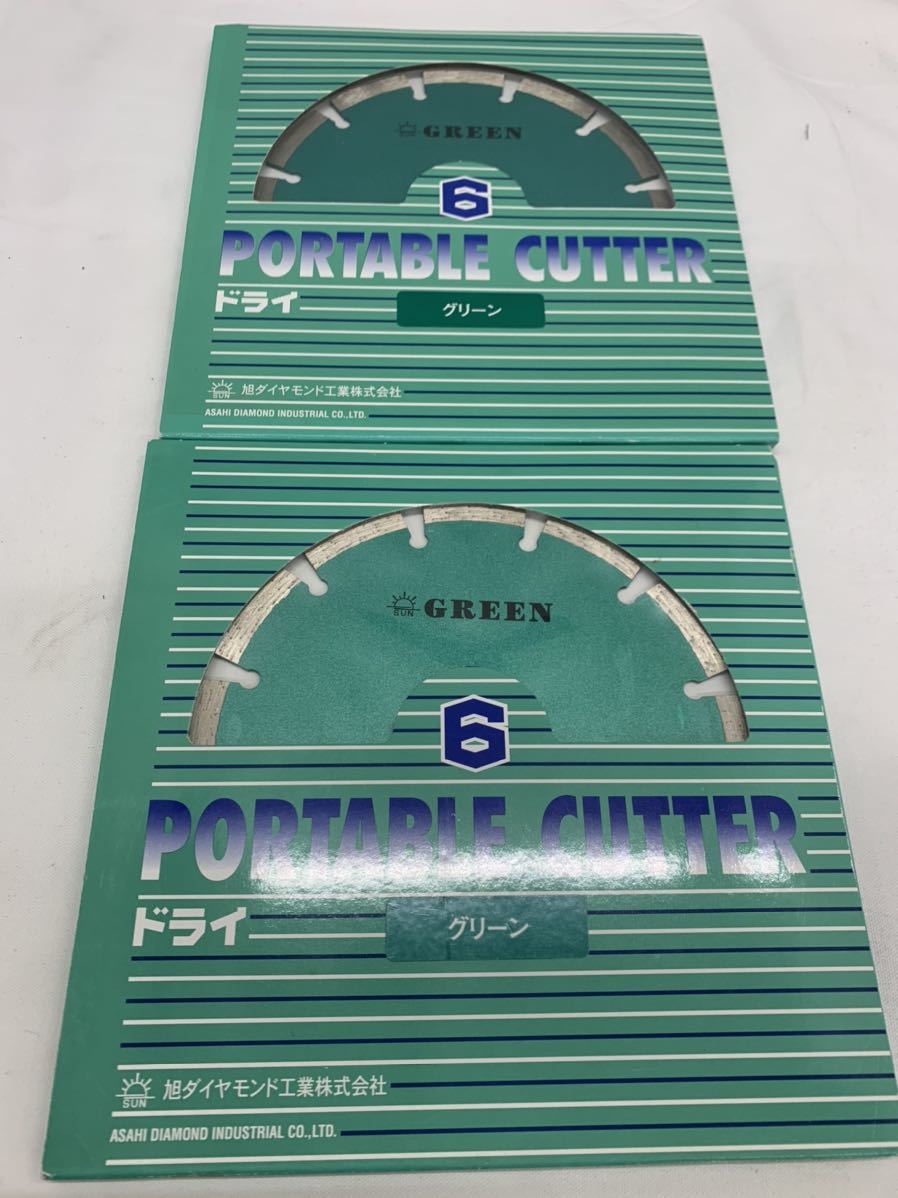 SUN GREEN
6
PORTABLE CUTTER
ドライ
グリーン
SUN 旭ダイヤモンド工業株式会社
ASAHI DIAMOND INDUSTRIAL CO.,LTD.
SUN GREEN
6
PORTABLE CUTTER
ドライ
グリーン
SUN 旭ダイヤモンド工業株式会社
ASAHI DIAMOND INDUSTRIAL CO.,LTD.